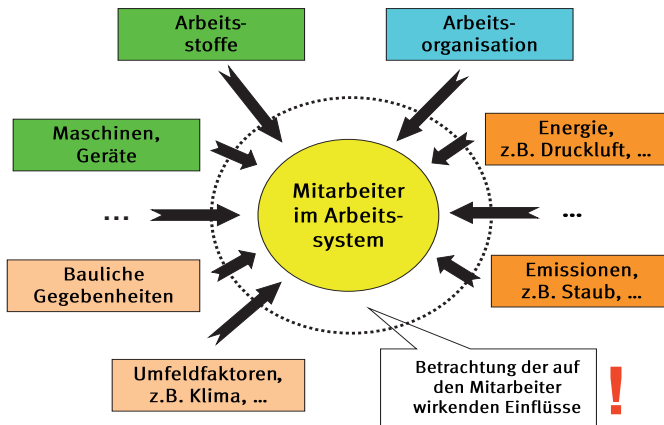 Arbeits-
stoffe
Arbeits-
organisation
Maschinen,
Geräte
Energie,
z.B. Druckluft, ...
Mitarbeiter
im Arbeits-
system
...
...
Bauliche
Gegebenheiten
Emissionen,
z.B. Staub, ...
Umfeldfaktoren,
z.B. Klima, ...
Betrachtung der auf
den Mitarbeiter
wirkenden Einflüsse
!